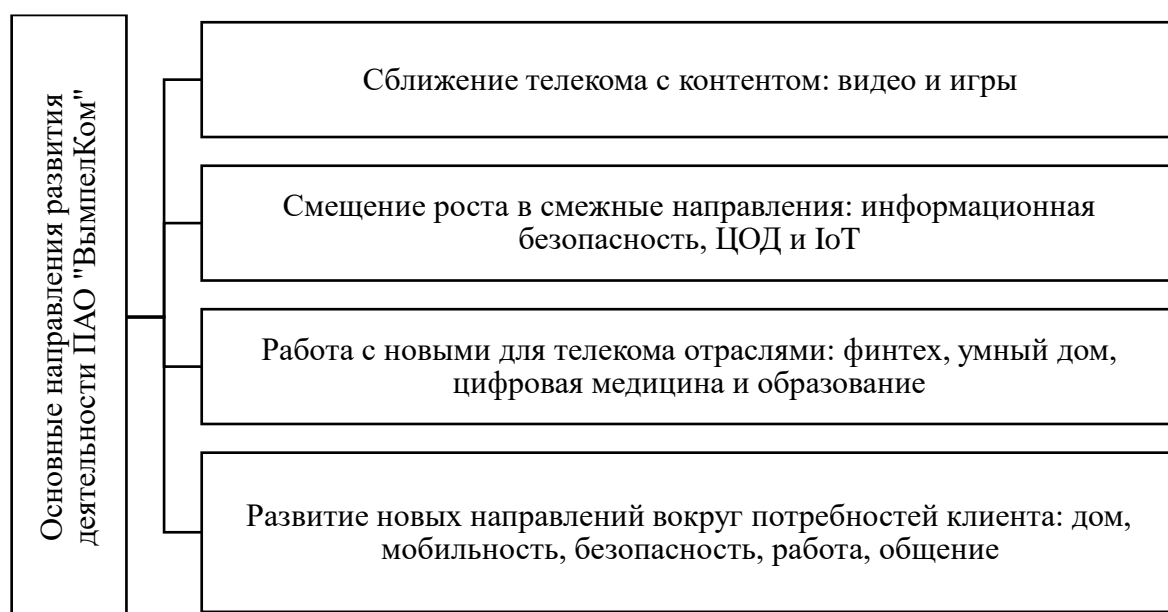 Основные направления развития
деятельности ПАО "ВымпелКом"
Сближение телекома с контентом: видео и игры
Смещение роста в смежные направления: информационная
безопасность, ЦОД и IoT
Работа с новыми для телекома отраслями: финтех, умный дом,
цифровая медицина и образование
Развитие новых направлений вокруг потребностей клиента: дом,
мобильность, безопасность, работа, общение